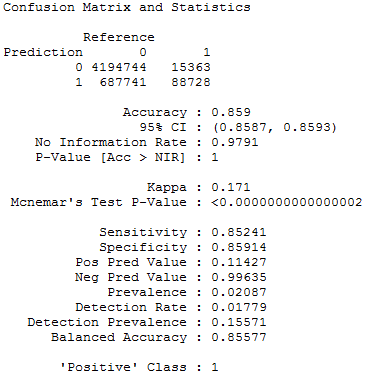 Confusion Matrix and Statistics
Reference
Prediction 0 1
0 4194744 15363
1 687741 88728
Accuracy : 0.859
95% CI : (0.8587, 0.8593)
No Information Rate : 0.9791
P-Value [Acc > NIR] : 1
Kappa : 0.171
Mcnemar's Test P-Value : <0.0000000000000002
Sensitivity : 0.85241
Specificity : 0.85914
Pos Pred Value : 0.11427
Neg Pred Value : 0.99635
Prevalence : 0.02087
Detection Rate : 0.01779
Detection Prevalence : 0.15571
Balanced Accuracy : 0.85577
'Positive' Class : 1